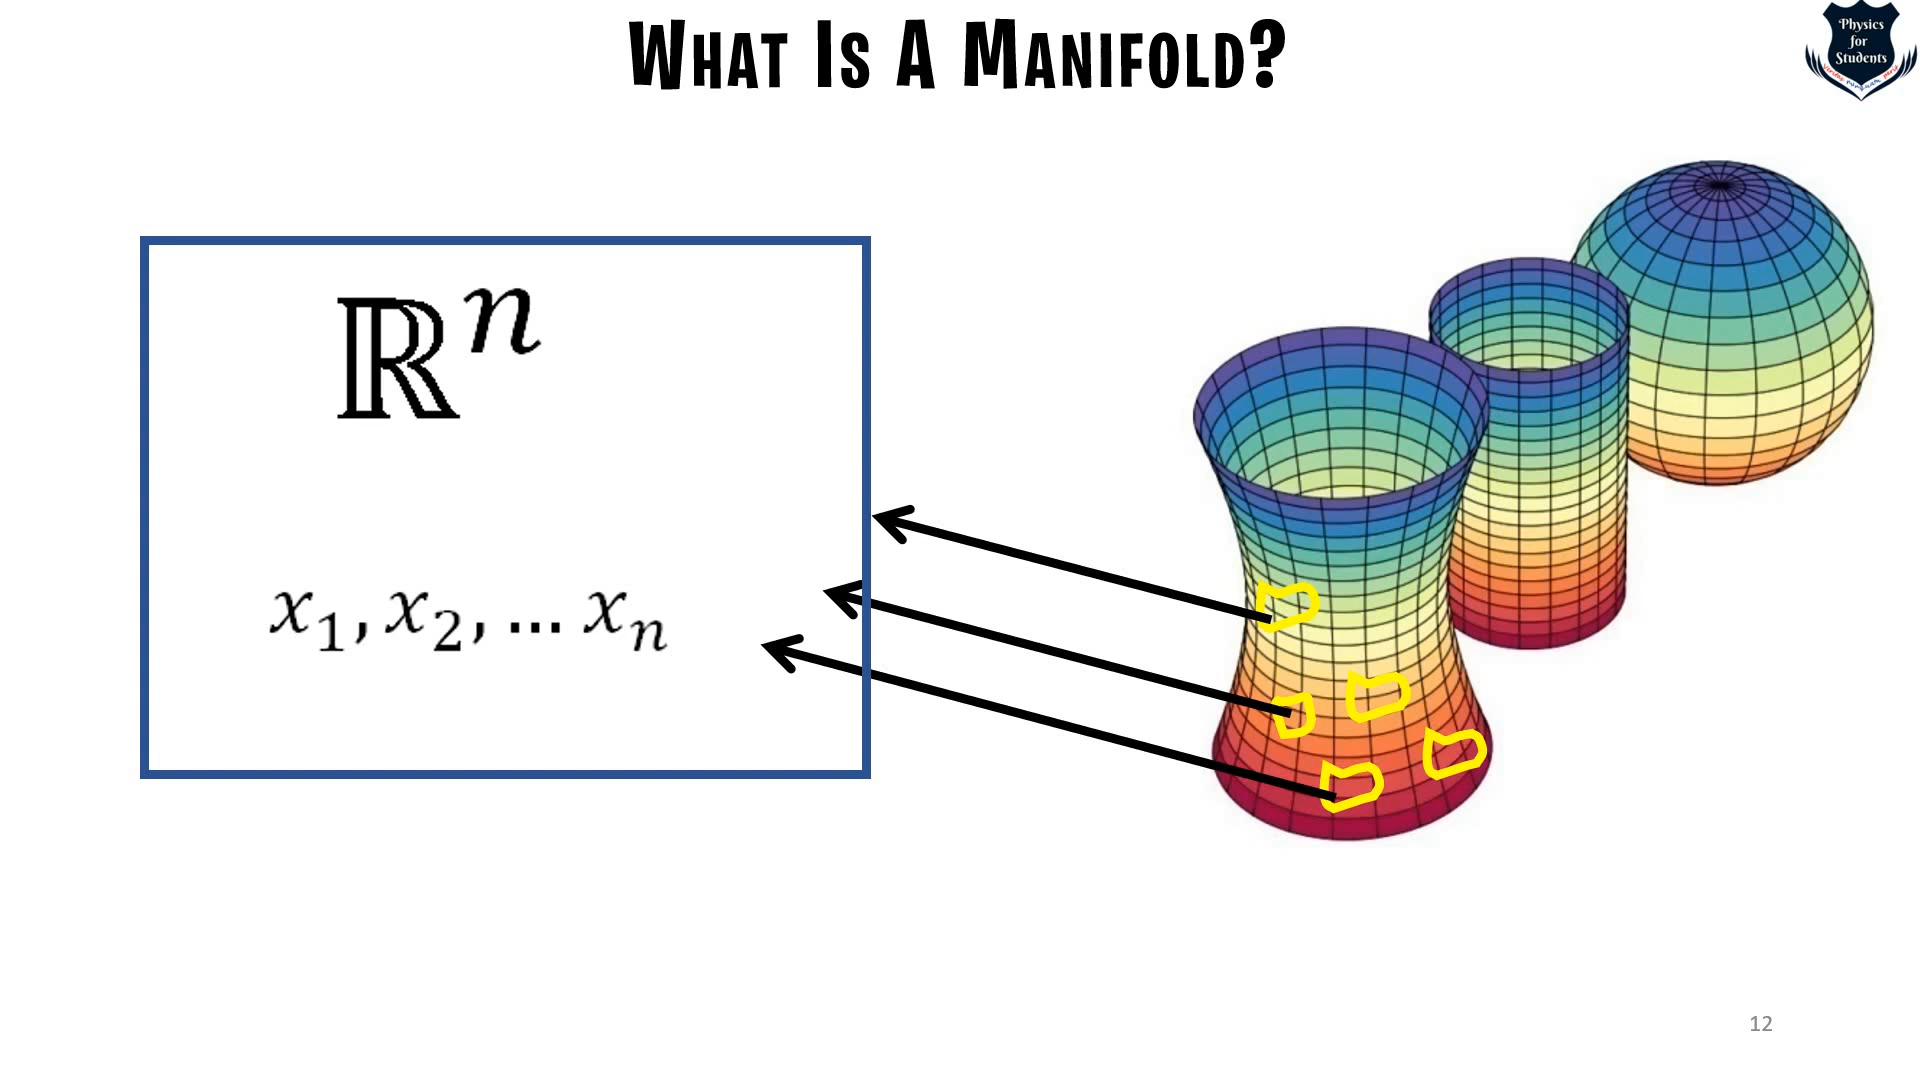 WHAT IS A MANIFOLD?
Physics
for
Students
ℝⁿ
x₁, x₂, ... xₙ
12